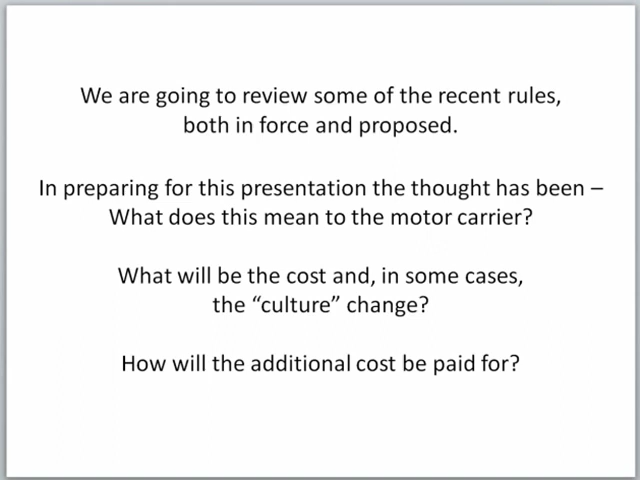 We are going to review some of the recent rules,
both in force and proposed.
In preparing for this presentation the thought has been –
What does this mean to the motor carrier?
What will be the cost and, in some cases,
the “culture” change?
How will the additional cost be paid for?